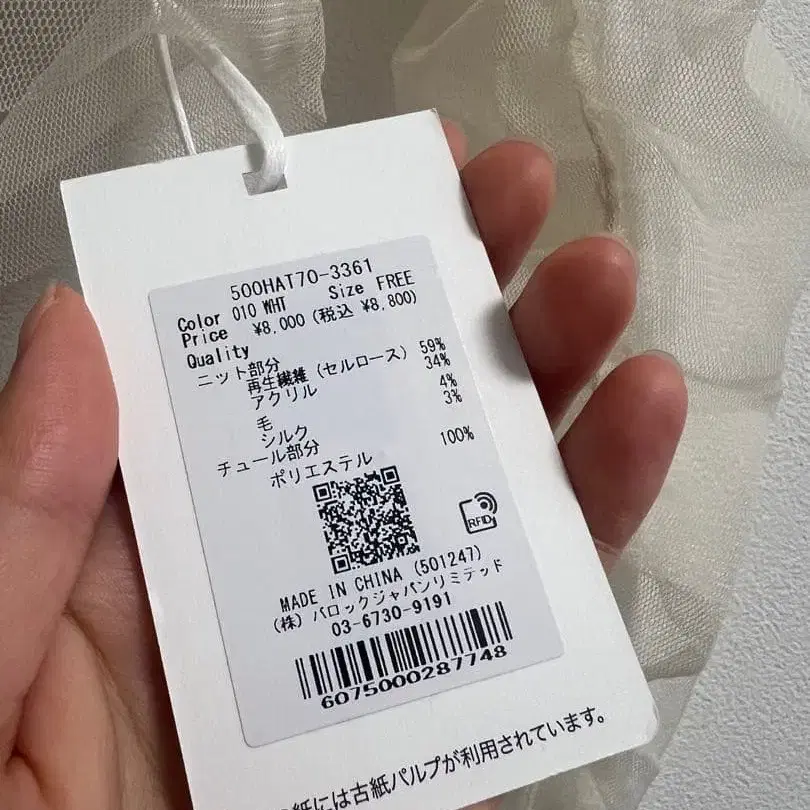 500HAT70-3361
Color 010 WHT Size FREE
Price ¥8,000 (税込 ¥8,800)
Quality
ニット部分
再生繊維 (セルロース) 59%
アクリル 34%
毛 4%
シルク 3%
チュール部分
ポリエステル 100%
RFID
MADE IN CHINA (501247)
(株) バロックジャパンリミテッド
03-6730-9191
6075000287748
紙には古紙パルプが利用されています。